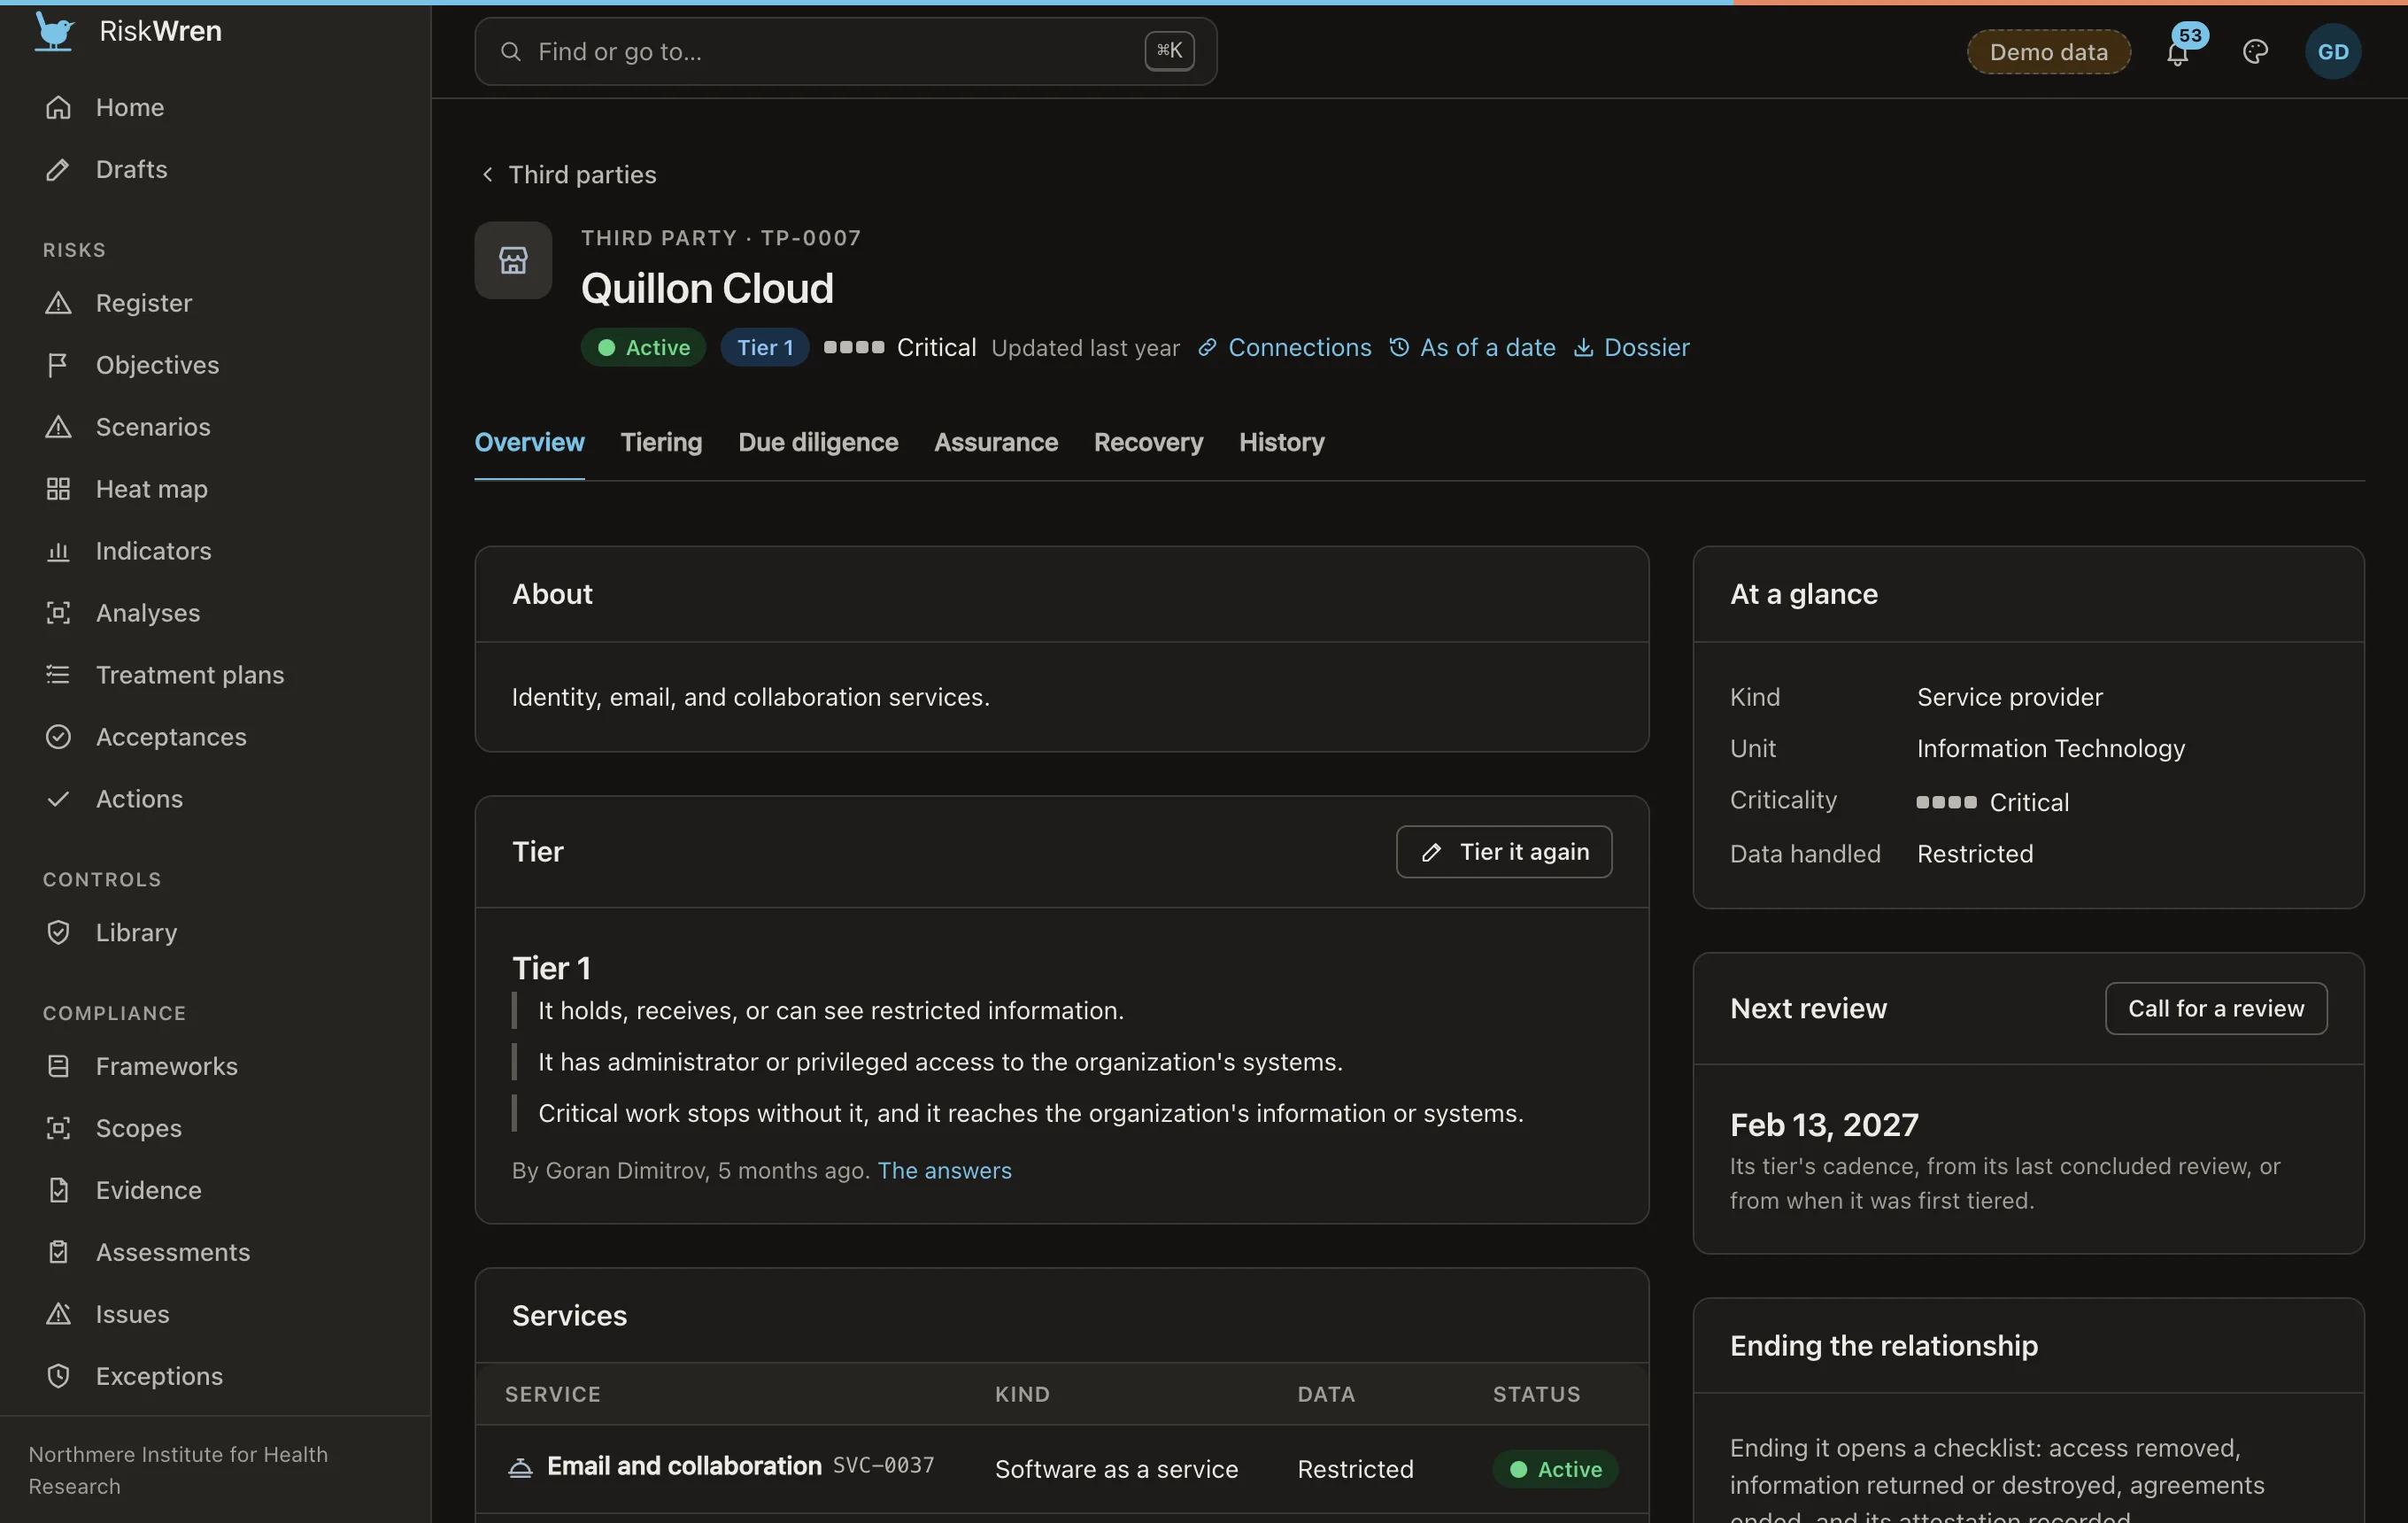 RiskWren
Find or go to...
⌘K
Demo data
53
GD
Home
Drafts
RISKS
Register
Objectives
Scenarios
Heat map
Indicators
Analyses
Treatment plans
Acceptances
Actions
CONTROLS
Library
COMPLIANCE
Frameworks
Scopes
Evidence
Assessments
Issues
Exceptions
Northmere Institute for Health
Research
Third parties
THIRD PARTY · TP-0007
Quillon Cloud
Active Tier 1 Critical Updated last year Connections As of a date Dossier
Overview Tiering Due diligence Assurance Recovery History
About
Identity, email, and collaboration services.
Tier
Tier it again
Tier 1
It holds, receives, or can see restricted information.
It has administrator or privileged access to the organization's systems.
Critical work stops without it, and it reaches the organization's information or systems.
By Goran Dimitrov, 5 months ago. The answers
Services
SERVICE KIND DATA STATUS
Email and collaboration SVC-0037 Software as a service Restricted Active
At a glance
Kind Service provider
Unit Information Technology
Criticality Critical
Data handled Restricted
Next review
Call for a review
Feb 13, 2027
Its tier's cadence, from its last concluded review, or
from when it was first tiered.
Ending the relationship
Ending it opens a checklist: access removed,
information returned or destroyed, agreements
ended, and its attestation recorded.